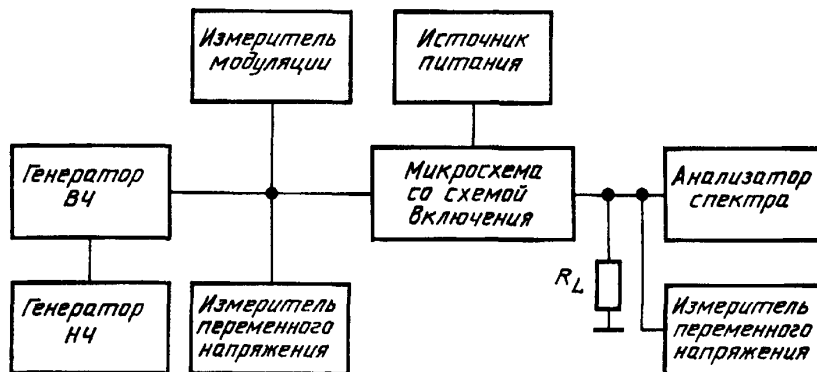 Измеритель
модуляции
Источник
питания
Генератор
ВЧ
Микросхема
со схемой
включения
Анализатор
спектра
R_L
Генератор
НЧ
Измеритель
переменного
напряжения
Измеритель
переменного
напряжения